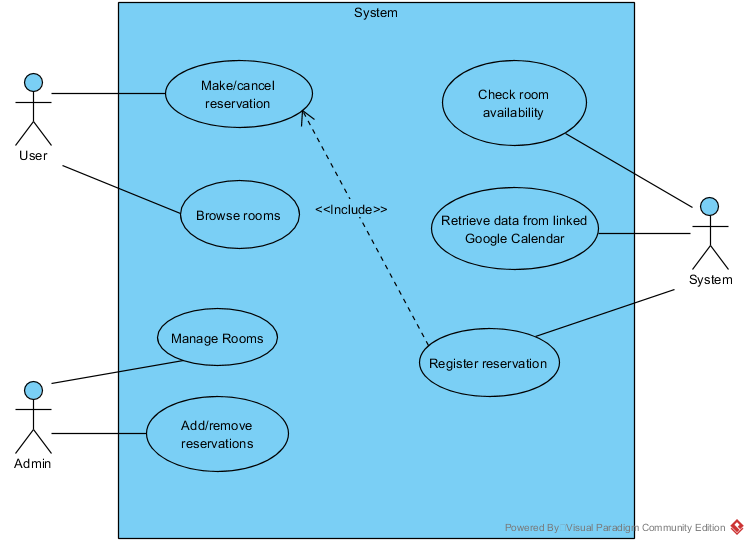 System
Make/cancel
reservation
Check room
availability
User
Browse rooms
<<Include>>
Retrieve data from linked
Google Calendar
System
Manage Rooms
Register reservation
Add/remove
reservations
Admin
Powered By Visual Paradigm Community Edition